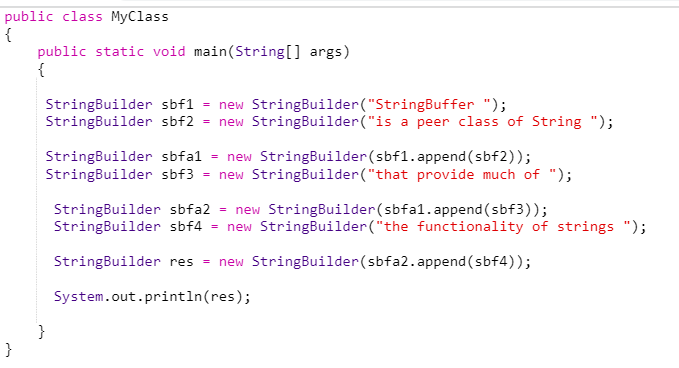 public class MyClass
{
public static void main(String[] args)
{
StringBuilder sbf1 = new StringBuilder("StringBuffer ");
StringBuilder sbf2 = new StringBuilder("is a peer class of String ");
StringBuilder sbfa1 = new StringBuilder(sbf1.append(sbf2));
StringBuilder sbf3 = new StringBuilder("that provide much of ");
StringBuilder sbfa2 = new StringBuilder(sbfa1.append(sbf3));
StringBuilder sbf4 = new StringBuilder("the functionality of strings ");
StringBuilder res = new StringBuilder(sbfa2.append(sbf4));
System.out.println(res);
}
}